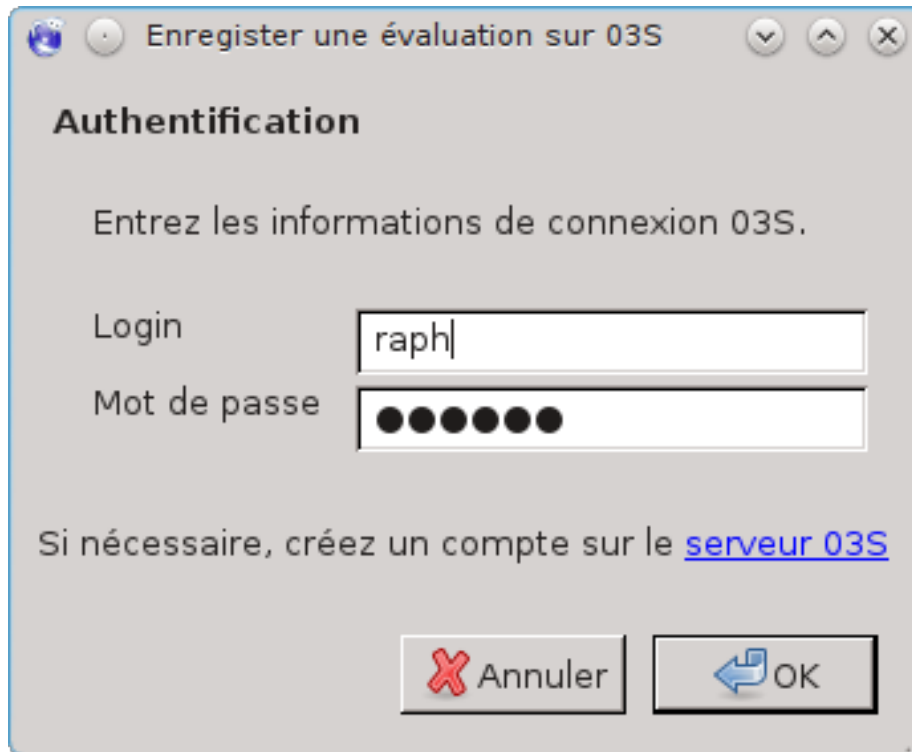 Enregister une évaluation sur 03S
Authentification
Entrez les informations de connexion 03S.
Login
raph
Mot de passe
●●●●●●
Si nécessaire, créez un compte sur le serveur 03S
Annuler
OK